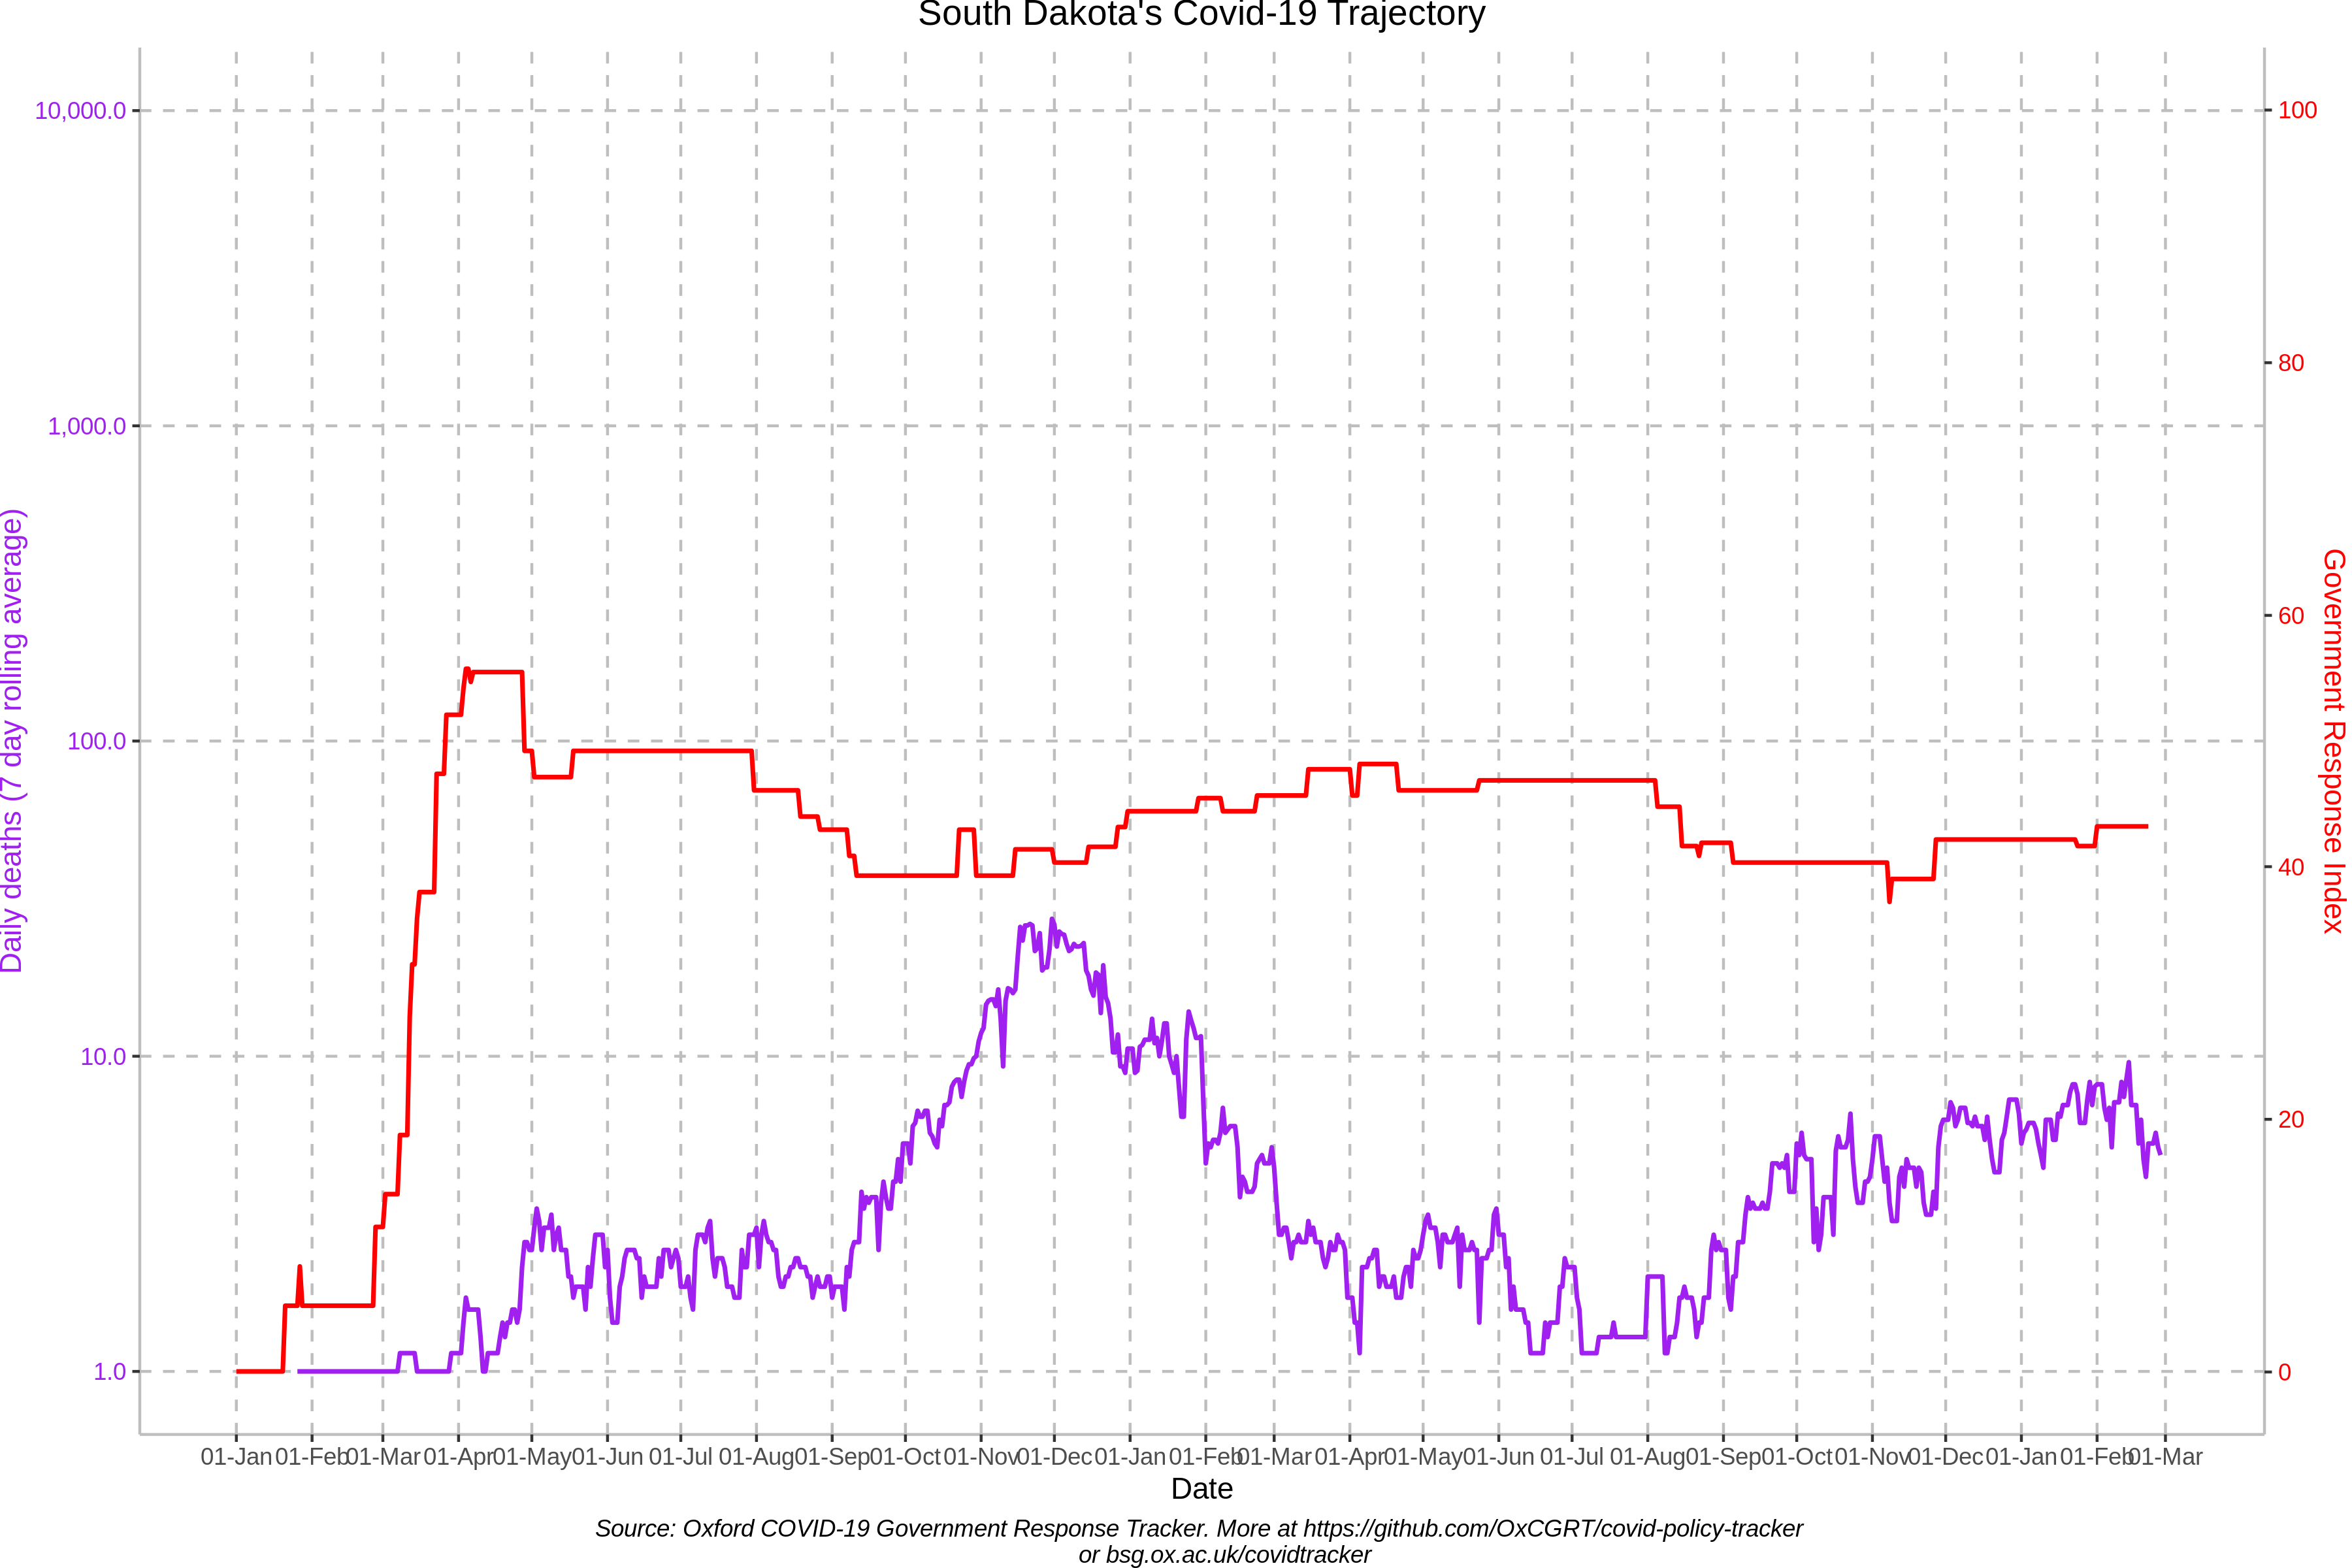 South Dakota's Covid-19 Trajectory
10,000.0
1,000.0
100.0
10.0
1.0
Daily deaths (7 day rolling average)
100
80
60
40
20
0
Government Response Index
01-Jan 01-Feb 01-Mar 01-Apr 01-May 01-Jun 01-Jul 01-Aug 01-Sep 01-Oct 01-Nov 01-Dec 01-Jan 01-Feb 01-Mar 01-Apr 01-May 01-Jun 01-Jul 01-Aug 01-Sep 01-Oct 01-Nov 01-Dec 01-Jan 01-Feb 01-Mar
Date
Source: Oxford COVID-19 Government Response Tracker. More at https://github.com/OxCGRT/covid-policy-tracker
or bsg.ox.ac.uk/covidtracker